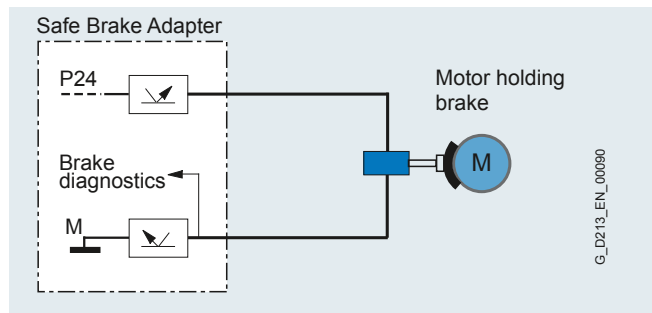 Safe Brake Adapter
P24
Motor holding
brake
Brake
diagnostics
M
M
G_D213_EN_00090